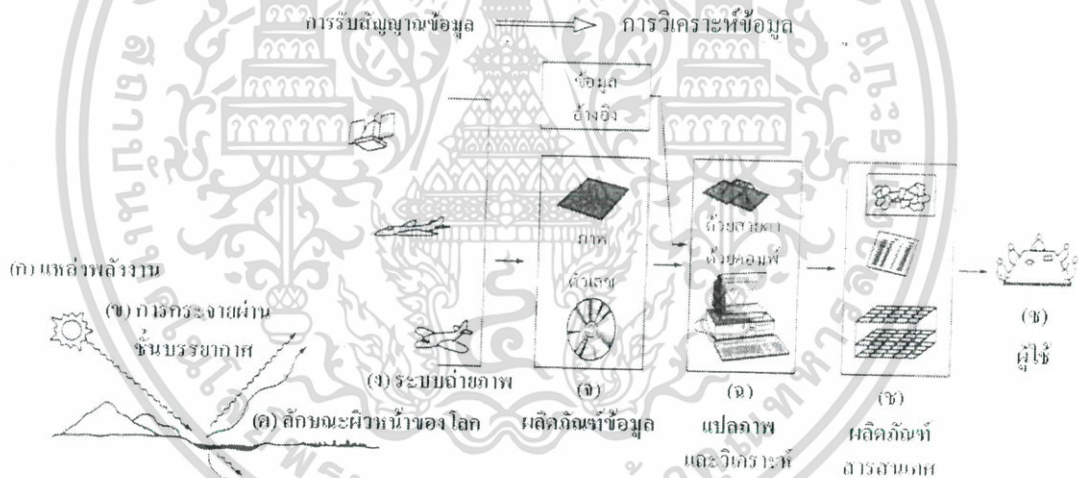 การรับสัญญาณข้อมูล
การวิเคราะห์ข้อมูล
ข้อมูล
อ้างอิง
ภาพ
ตัวเลข
ด้วยสายตา
ด้วยคอมพ์
(ก) แหล่งพลังงาน
(ข) การกระจายผ่าน
ชั้นบรรยากาศ
(ค) ลักษณะผิวหน้าของโลก
(ง) ระบบถ่ายภาพ
(จ)
ผลิตภัณฑ์ข้อมูล
(ฉ)
แปลภาพ
และวิเคราะห์
(ช)
ผลิตภัณฑ์
สารสนเทศ
(ซ)
ผู้ใช้